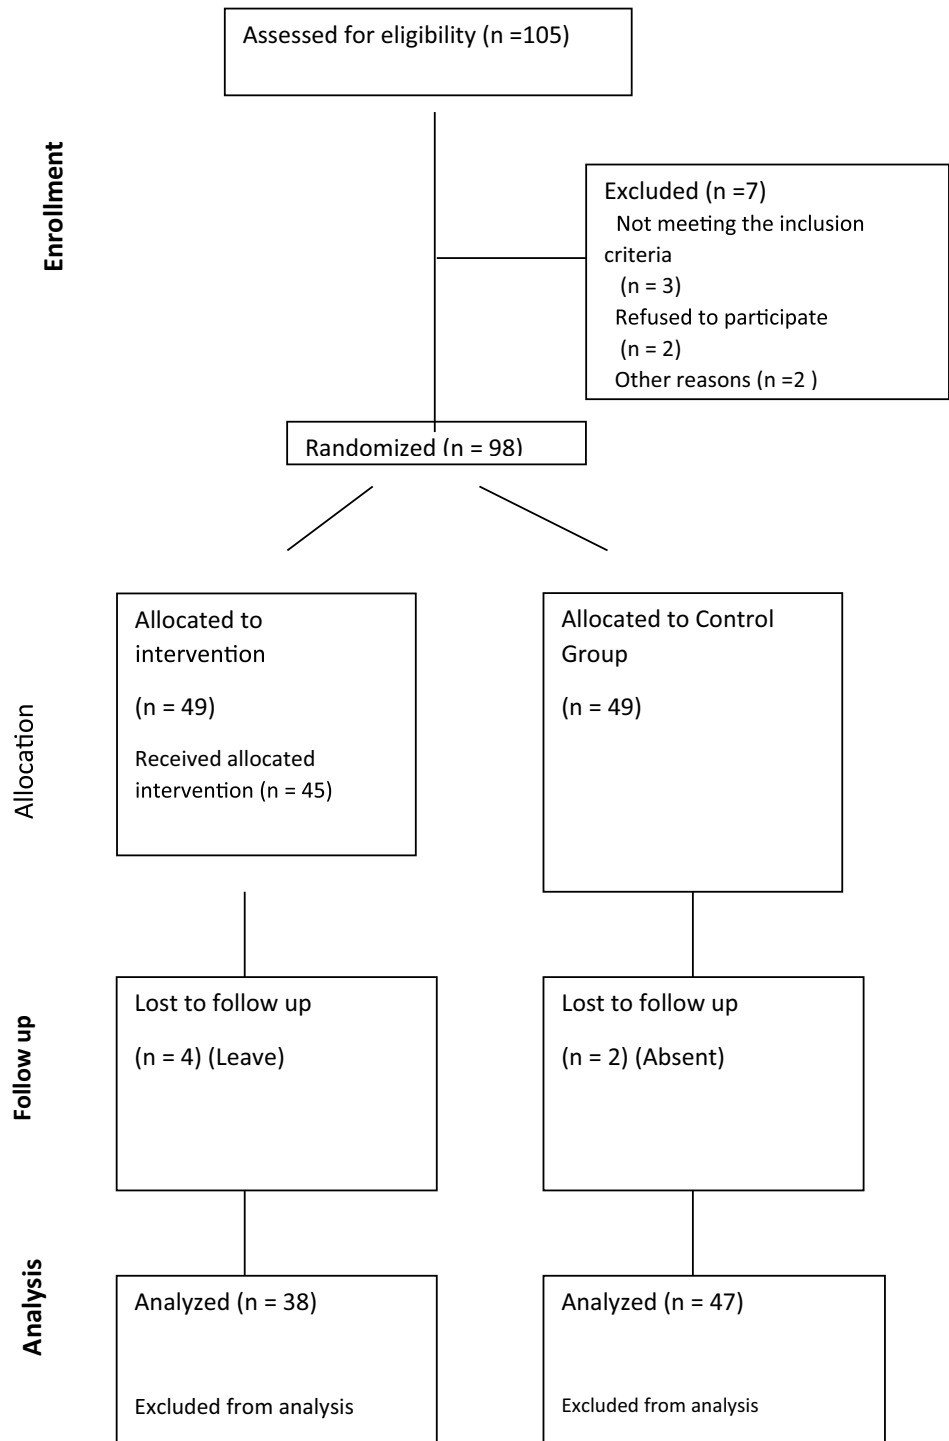 Assessed for eligibility (n =105)
Enrollment
Excluded (n =7)
Not meeting the inclusion
criteria
(n = 3)
Refused to participate
(n = 2)
Other reasons (n =2 )
Randomized (n = 98)
Allocation
Allocated to
intervention
(n = 49)
Received allocated
intervention (n = 45)
Allocated to Control
Group
(n = 49)
Follow up
Lost to follow up
(n = 4) (Leave)
Lost to follow up
(n = 2) (Absent)
Analysis
Analyzed (n = 38)
Excluded from analysis
Analyzed (n = 47)
Excluded from analysis